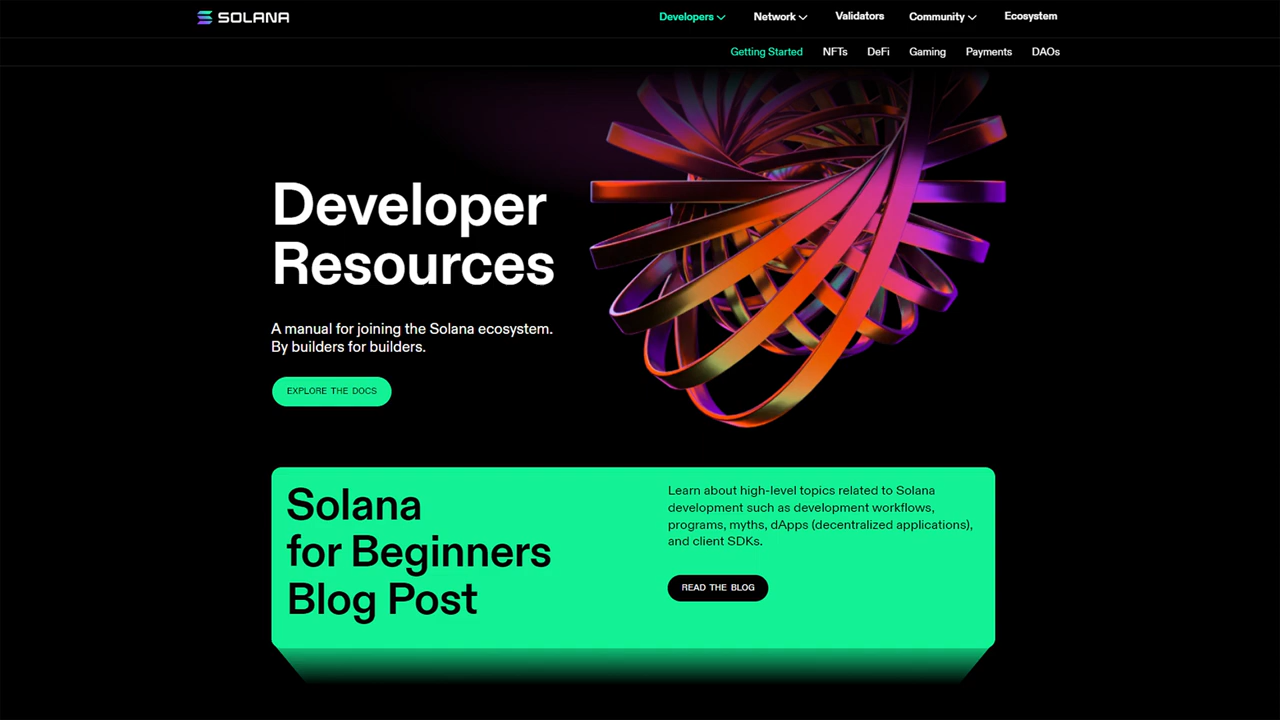 SOLANA
Developers
Network
Validators
Community
Ecosystem
Getting Started
NFTs
DeFi
Gaming
Payments
DAOs
Developer
Resources
A manual for joining the Solana ecosystem.
By builders for builders.
EXPLORE THE DOCS
Solana
for Beginners
Blog Post
Learn about high-level topics related to Solana
development such as development workflows,
programs, myths, dApps (decentralized applications),
and client SDKs.
READ THE BLOG